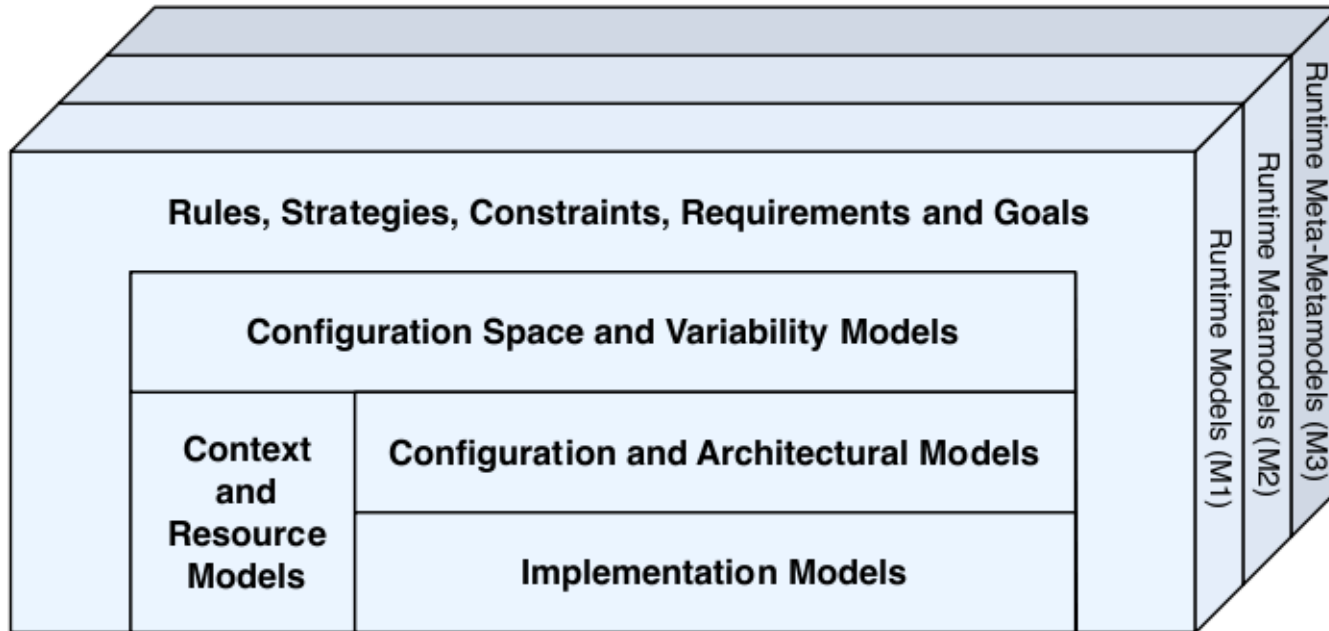 Rules, Strategies, Constraints, Requirements and Goals
Configuration Space and Variability Models
Context
and
Resource
Models
Configuration and Architectural Models
Implementation Models
Runtime Models (M1)
Runtime Metamodels (M2)
Runtime Meta-Metamodels (M3)